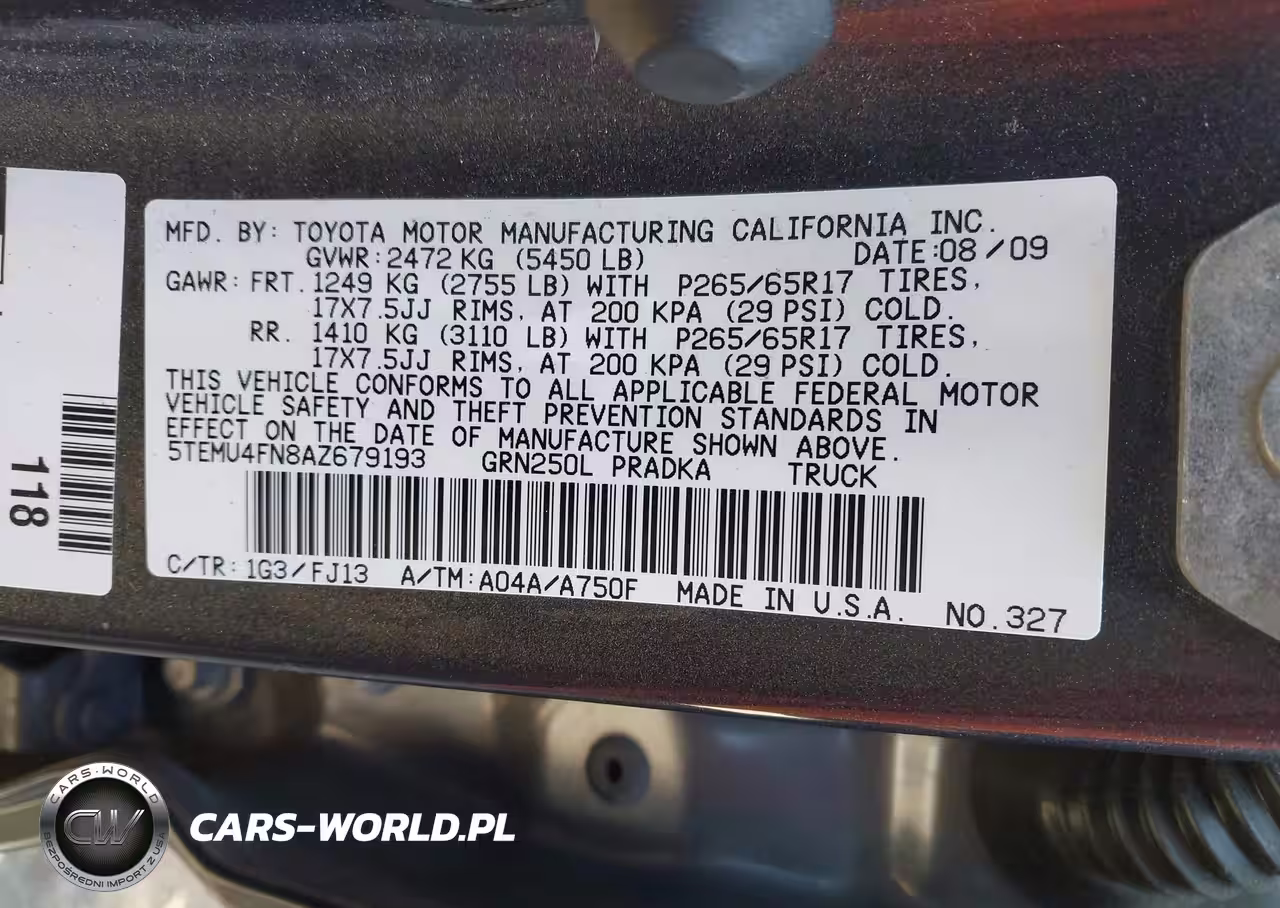 MFD. BY: TOYOTA MOTOR MANUFACTURING CALIFORNIA INC.
GVWR: 2472 KG (5450 LB) DATE: 08/09
GAWR: FRT. 1249 KG (2755 LB) WITH P265/65R17 TIRES,
17X7.5JJ RIMS, AT 200 KPA (29 PSI) COLD.
RR. 1410 KG (3110 LB) WITH P265/65R17 TIRES,
17X7.5JJ RIMS, AT 200 KPA (29 PSI) COLD.
THIS VEHICLE CONFORMS TO ALL APPLICABLE FEDERAL MOTOR
VEHICLE SAFETY AND THEFT PREVENTION STANDARDS IN
EFFECT ON THE DATE OF MANUFACTURE SHOWN ABOVE.
5TEMU4FN8AZ679193 GRN250L PRADKA TRUCK
C/TR: 1G3/FJ13 A/TM: A04A/A750F MADE IN U.S.A. NO.327
118
CARS-WORLD
CW
BEZPOŚREDNI IMPORT Z USA
CARS-WORLD.PL